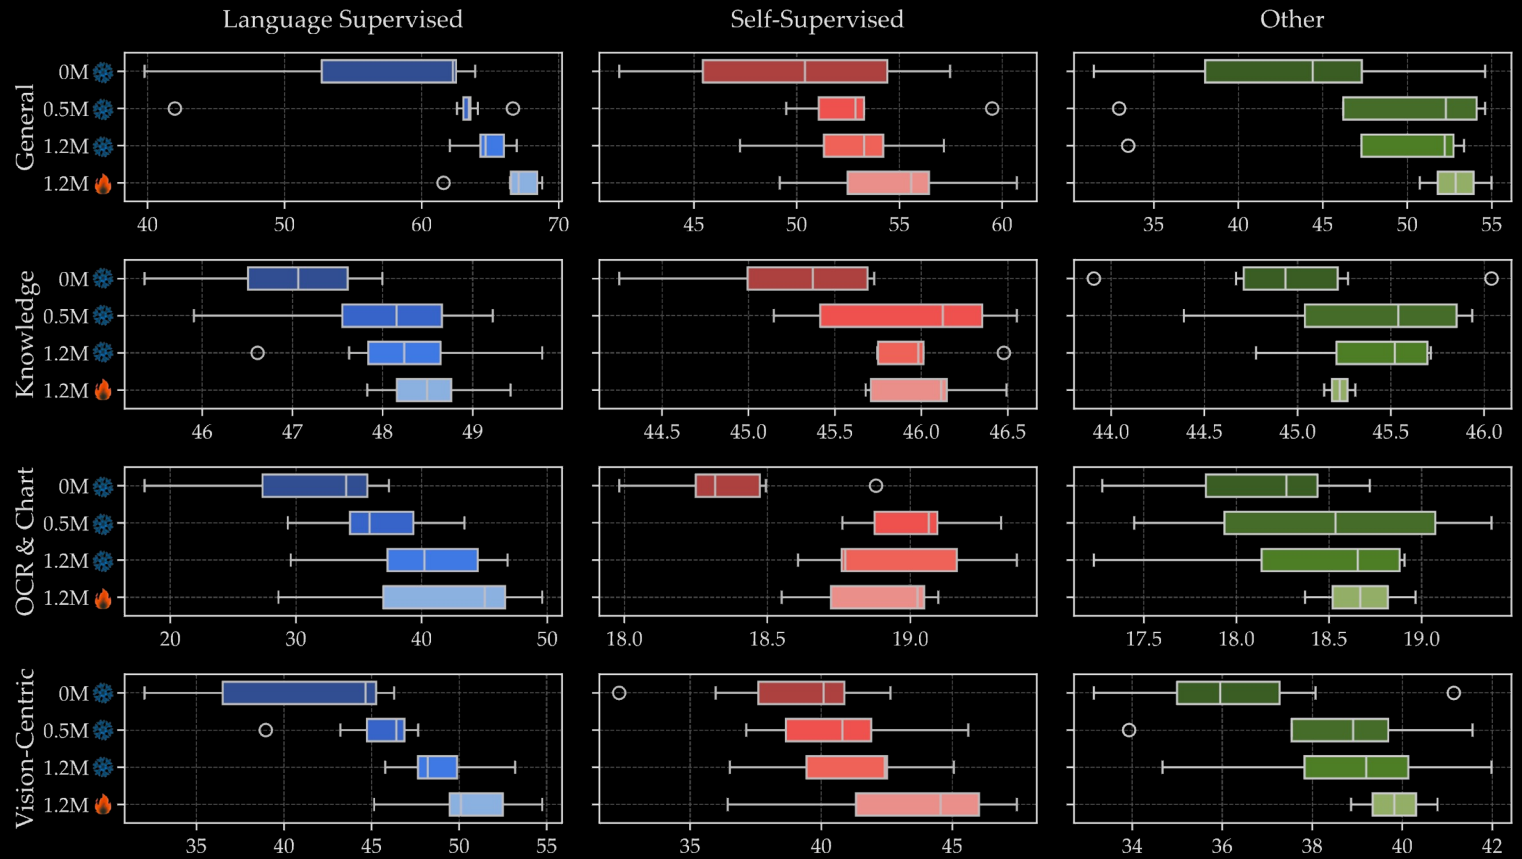 Language Supervised Self-Supervised Other
General
0M
0.5M
1.2M
1.2M
40 50 60 70 45 50 55 60 35 40 45 50 55
Knowledge
0M
0.5M
1.2M
1.2M
46 47 48 49 44.5 45.0 45.5 46.0 46.5 44.0 44.5 45.0 45.5 46.0
OCR & Chart
0M
0.5M
1.2M
1.2M
20 30 40 50 18.0 18.5 19.0 17.5 18.0 18.5 19.0
Vision-Centric
0M
0.5M
1.2M
1.2M
35 40 45 50 55 35 40 45 34 36 38 40 42